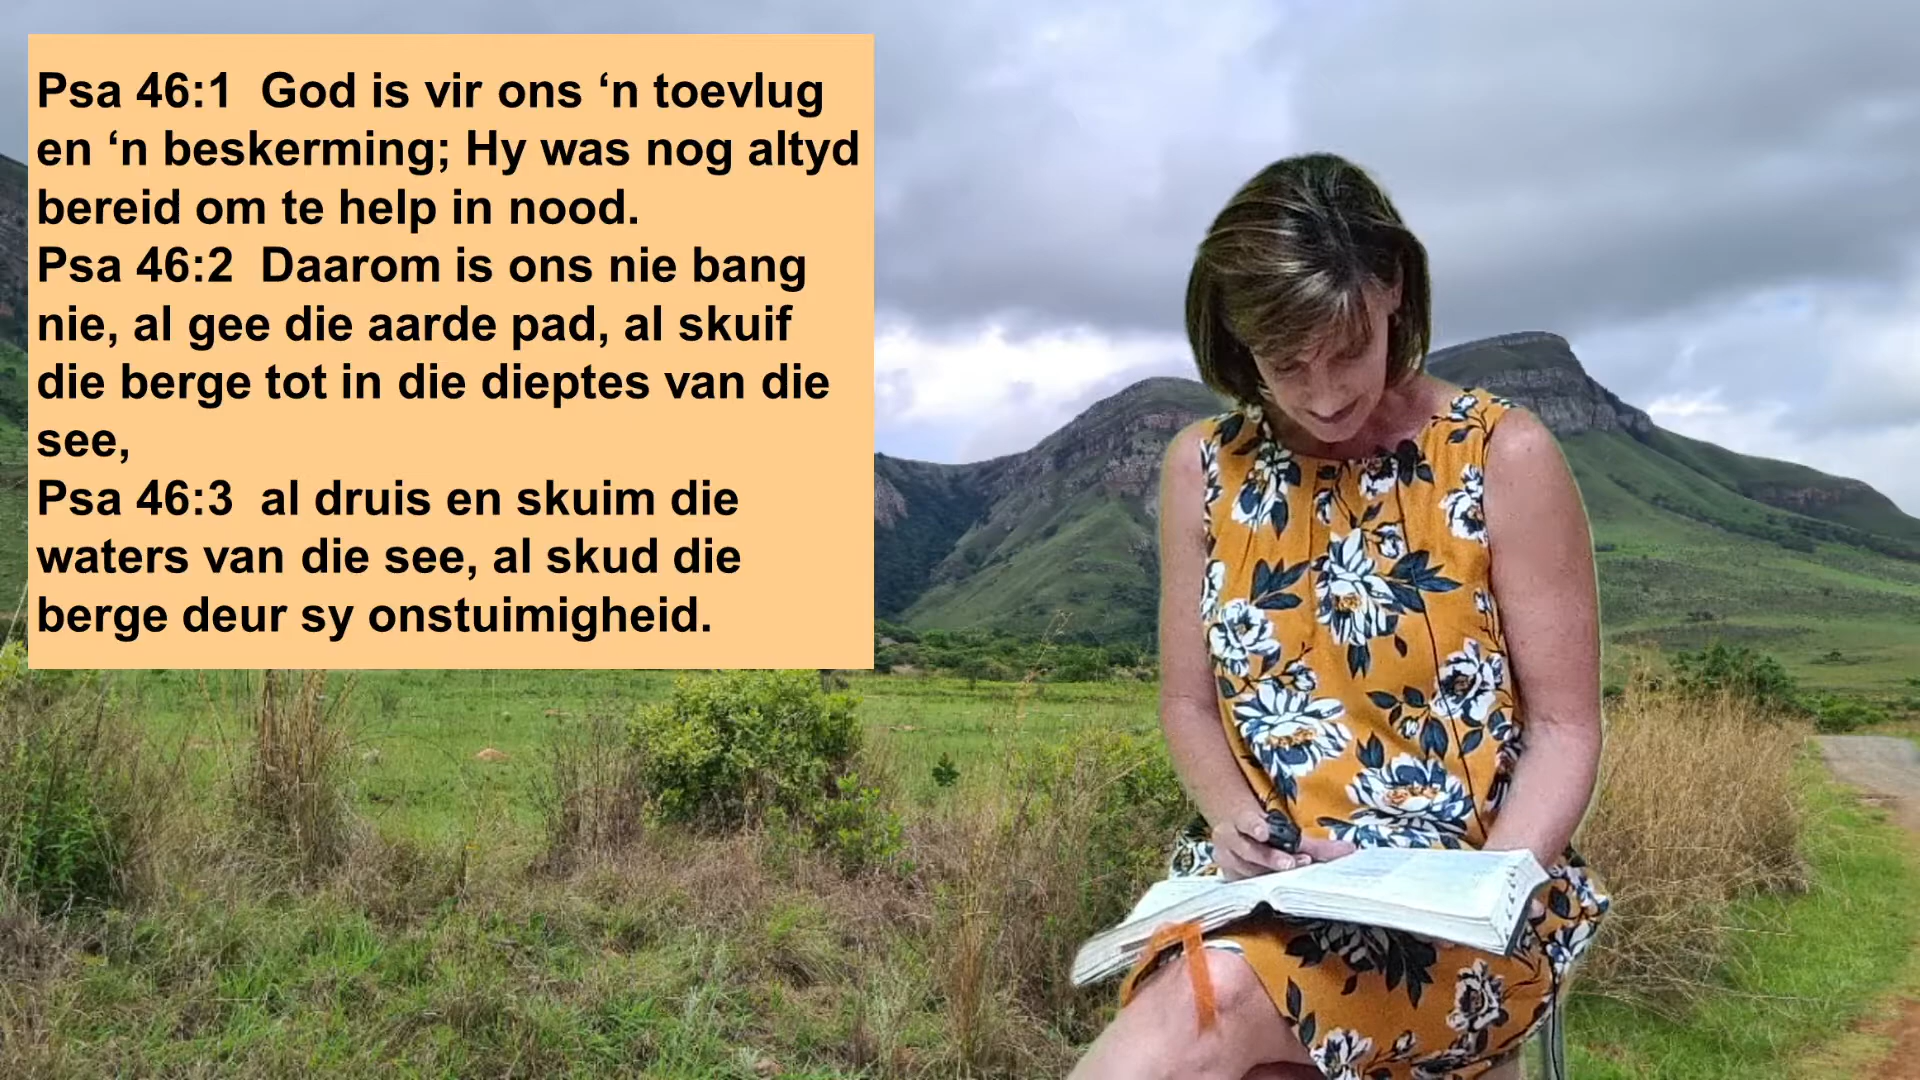 Psa 46:1  God is vir ons ‘n toevlug
en ‘n beskerming; Hy was nog altyd
bereid om te help in nood.
Psa 46:2  Daarom is ons nie bang
nie, al gee die aarde pad, al skuif
die berge tot in die dieptes van die
see,
Psa 46:3  al druis en skuim die
waters van die see, al skud die
berge deur sy onstuimigheid.